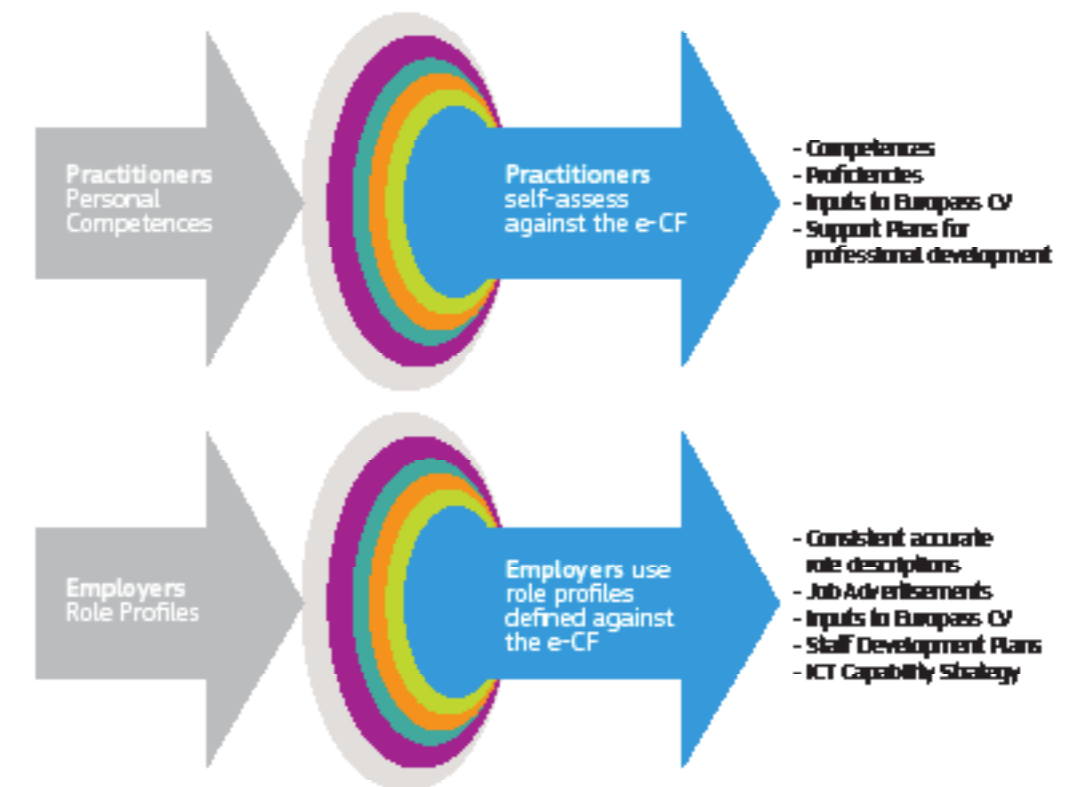 Practitioners
Personal
Competences
Practitioners
self-assess
against the e-CF
- Competences
- Proficiencies
- Inputs to Europass CV
- Support Plans for
professional development
Employers
Role Profiles
Employers use
role profiles
defined against
the e-CF
- Consistent accurate
role descriptions
- Job Advertisements
- Inputs to Europass CV
- Staff Development Plans
- ICT Capability Strategy